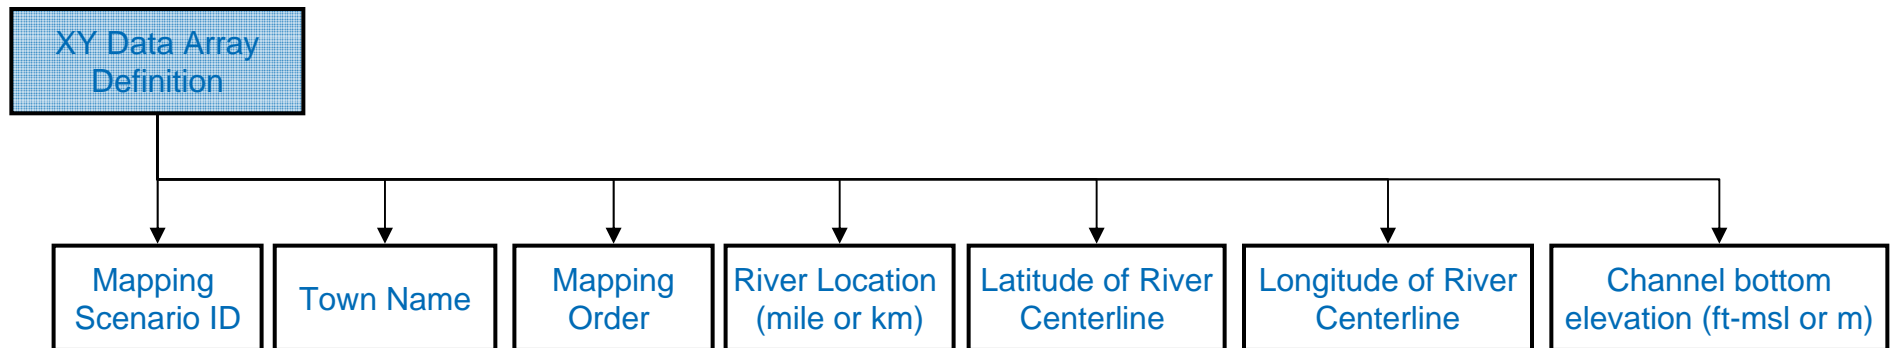 XY Data Array
Definition
Mapping
Scenario ID
Town Name
Mapping
Order
River Location
(mile or km)
Latitude of River
Centerline
Longitude of River
Centerline
Channel bottom
elevation (ft-msl or m)